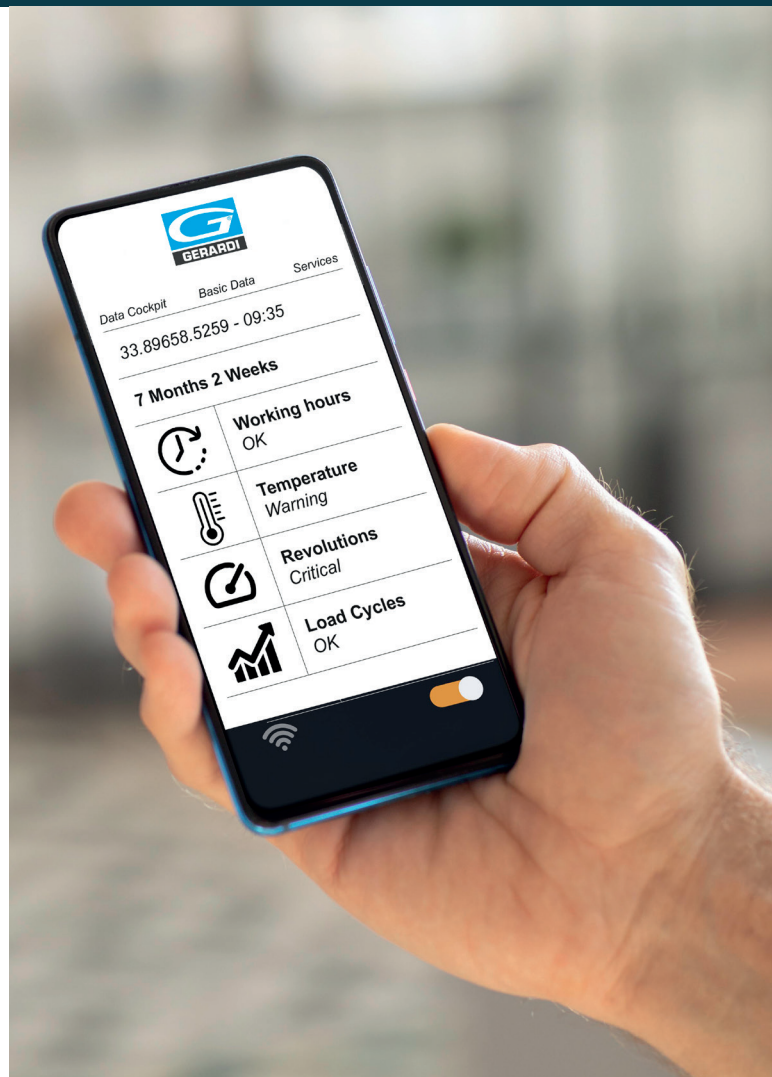 G
GERARDI
Data Cockpit Basic Data Services
33.89658.5259 - 09:35
7 Months 2 Weeks
Working hours
OK
Temperature
Warning
Revolutions
Critical
Load Cycles
OK